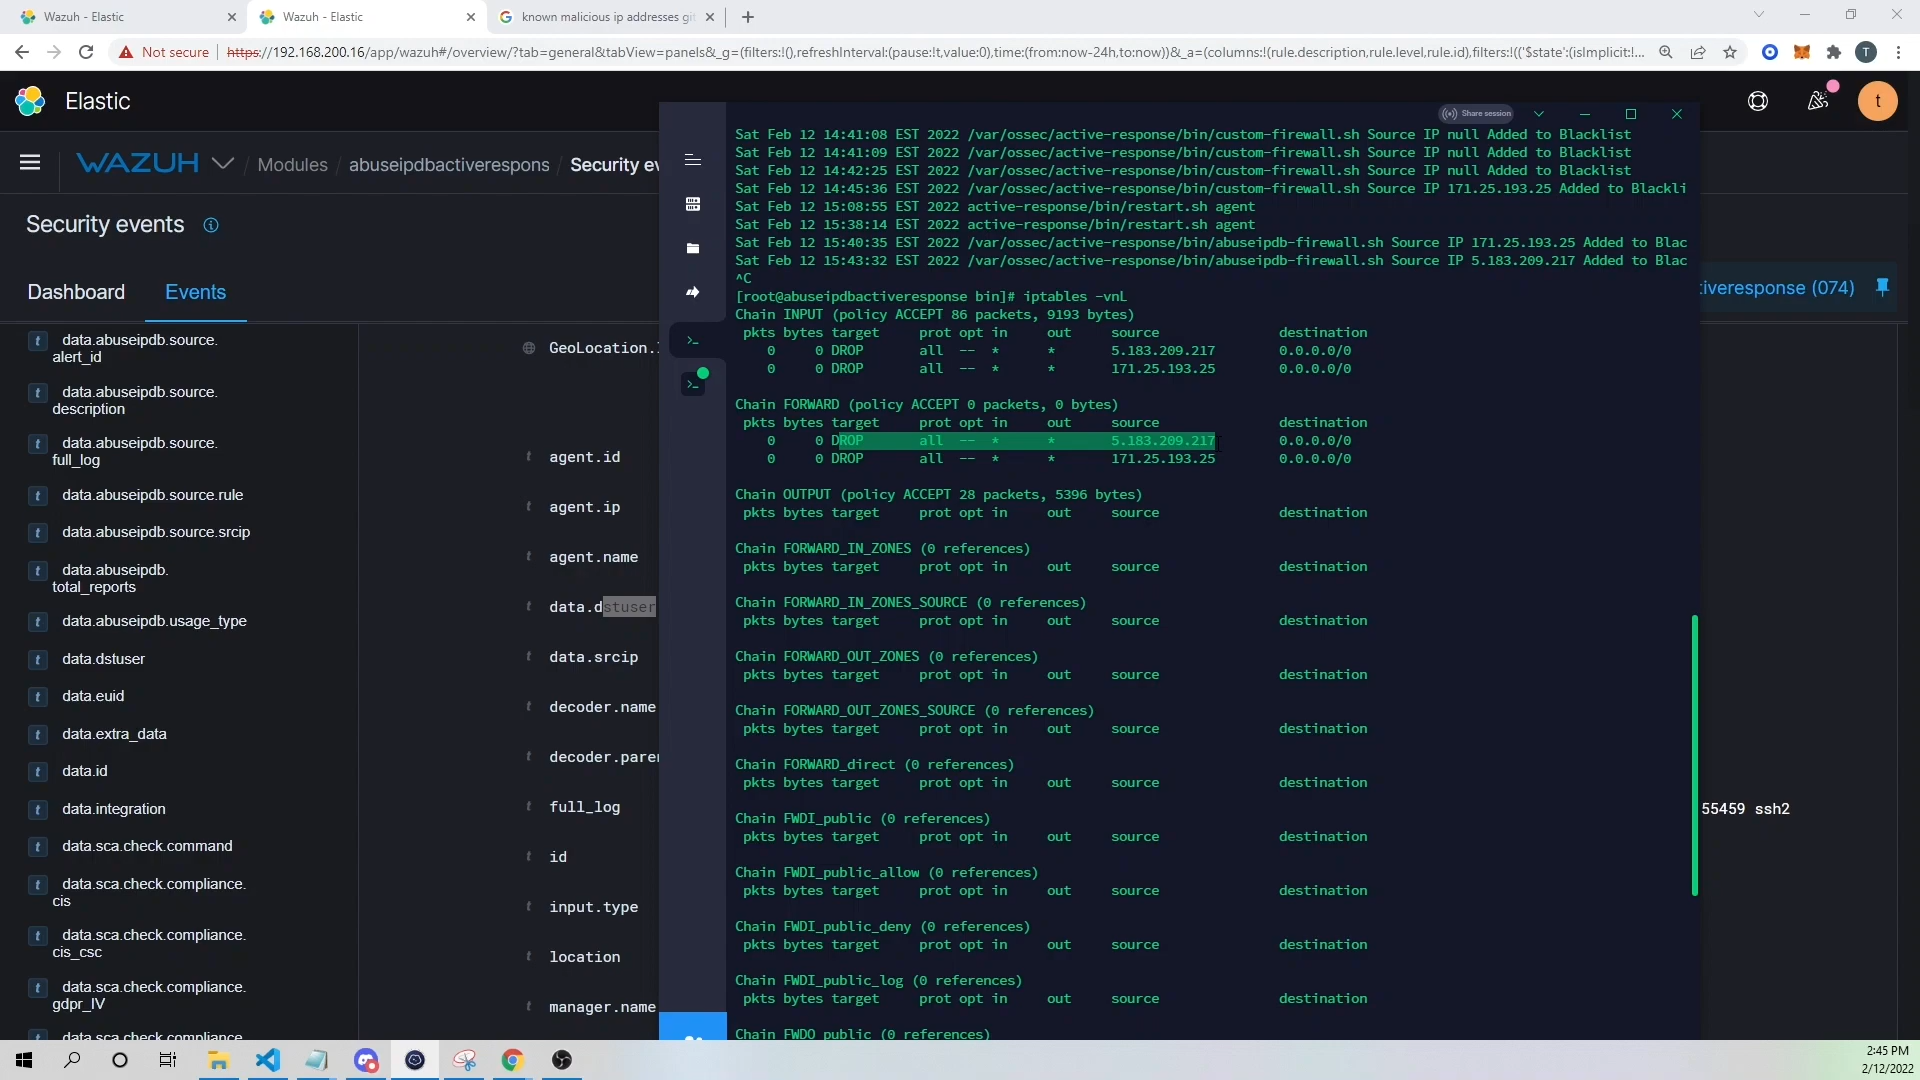 Wazuh - Elastic
Wazuh - Elastic
known malicious ip addresses gi
Not secure
https://192.168.200.16/app/wazuh#/overview/?tab=general&tabView=panels&_g=(filters:!(),refreshInterval:(pause:!t,value:0),time:(from:now-24h,to:now))&_a=(columns:!(rule.description,rule.level,rule.id),filters:!(('$state':(isImplicit:!...
T
Elastic
t
WAZUH / Modules / abuseipdbactiverespons / Security ev
Security events
Dashboard
Events
iveresponse (074)
data.abuseipdb.source.
alert_id
data.abuseipdb.source.
description
data.abuseipdb.source.
full_log
data.abuseipdb.source.rule
data.abuseipdb.source.srcip
data.abuseipdb.
total_reports
data.abuseipdb.usage_type
data.dstuser
data.euid
data.extra_data
data.id
data.integration
data.sca.check.command
data.sca.check.compliance.
cis
data.sca.check.compliance.
cis_csc
data.sca.check.compliance.
gdpr_IV
data.sca.check.compliance.
GeoLocation.
agent.id
agent.ip
agent.name
data.dstuser
data.srcip
decoder.name
decoder.paren
full_log
id
input.type
location
manager.name
Share session
Sat Feb 12 14:41:08 EST 2022 /var/ossec/active-response/bin/custom-firewall.sh Source IP null Added to Blacklist
Sat Feb 12 14:41:09 EST 2022 /var/ossec/active-response/bin/custom-firewall.sh Source IP null Added to Blacklist
Sat Feb 12 14:42:25 EST 2022 /var/ossec/active-response/bin/custom-firewall.sh Source IP null Added to Blacklist
Sat Feb 12 14:45:36 EST 2022 /var/ossec/active-response/bin/custom-firewall.sh Source IP 171.25.193.25 Added to Blackli
Sat Feb 12 15:08:55 EST 2022 active-response/bin/restart.sh agent
Sat Feb 12 15:38:14 EST 2022 active-response/bin/restart.sh agent
Sat Feb 12 15:40:35 EST 2022 /var/ossec/active-response/bin/abuseipdb-firewall.sh Source IP 171.25.193.25 Added to Blac
Sat Feb 12 15:43:32 EST 2022 /var/ossec/active-response/bin/abuseipdb-firewall.sh Source IP 5.183.209.217 Added to Blac
^C
[root@abuseipdbactiveresponse bin]# iptables -vnL
Chain INPUT (policy ACCEPT 86 packets, 9193 bytes)
pkts bytes target prot opt in out source destination
0 0 DROP all -- * * 5.183.209.217 0.0.0.0/0
0 0 DROP all -- * * 171.25.193.25 0.0.0.0/0
Chain FORWARD (policy ACCEPT 0 packets, 0 bytes)
pkts bytes target prot opt in out source destination
0 0 DROP all -- * * 5.183.209.217 0.0.0.0/0
0 0 DROP all -- * * 171.25.193.25 0.0.0.0/0
Chain OUTPUT (policy ACCEPT 28 packets, 5396 bytes)
pkts bytes target prot opt in out source destination
Chain FORWARD_IN_ZONES (0 references)
pkts bytes target prot opt in out source destination
Chain FORWARD_IN_ZONES_SOURCE (0 references)
pkts bytes target prot opt in out source destination
Chain FORWARD_OUT_ZONES (0 references)
pkts bytes target prot opt in out source destination
Chain FORWARD_OUT_ZONES_SOURCE (0 references)
pkts bytes target prot opt in out source destination
Chain FORWARD_direct (0 references)
pkts bytes target prot opt in out source destination
Chain FWDI_public (0 references)
pkts bytes target prot opt in out source destination
Chain FWDI_public_allow (0 references)
pkts bytes target prot opt in out source destination
Chain FWDI_public_deny (0 references)
pkts bytes target prot opt in out source destination
Chain FWDI_public_log (0 references)
pkts bytes target prot opt in out source destination
Chain FWDO_public (0 references)
55459 ssh2
2:45 PM
2/12/2022